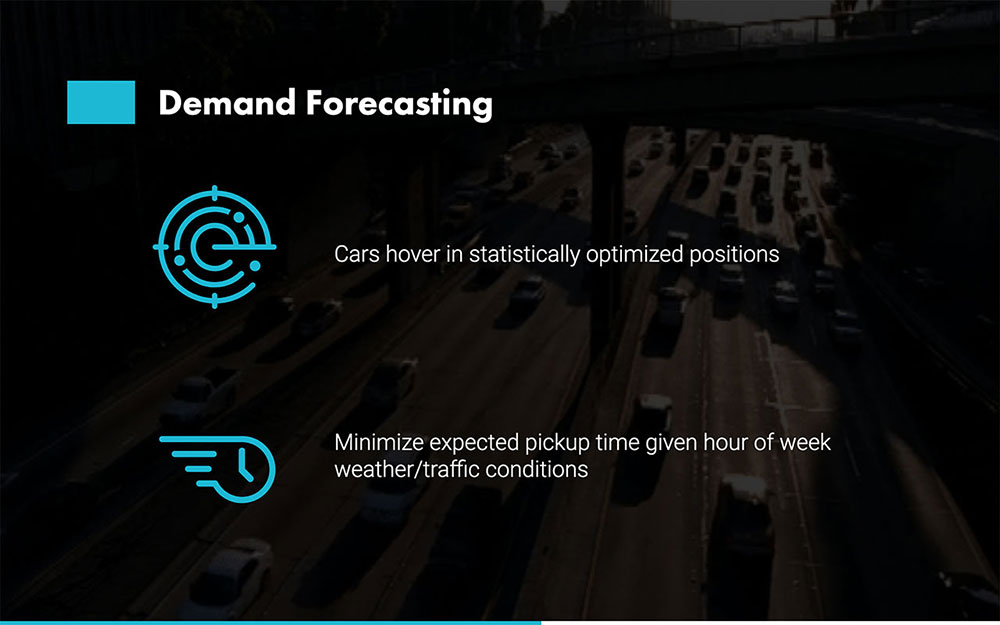 Demand Forecasting
Cars hover in statistically optimized positions
Minimize expected pickup time given hour of week
weather/traffic conditions